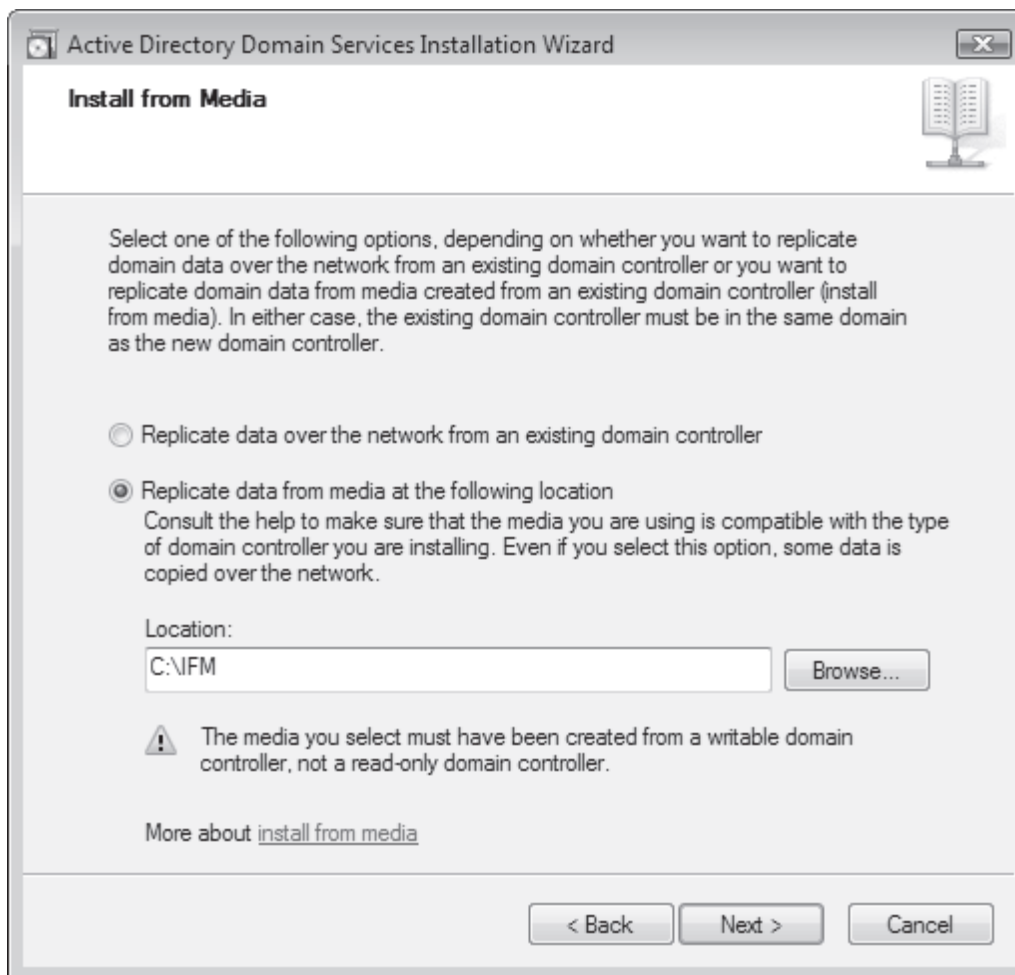 Active Directory Domain Services Installation Wizard
Install from Media
Select one of the following options, depending on whether you want to replicate
domain data over the network from an existing domain controller or you want to
replicate domain data from media created from an existing domain controller (install
from media). In either case, the existing domain controller must be in the same domain
as the new domain controller.
Replicate data over the network from an existing domain controller
Replicate data from media at the following location
Consult the help to make sure that the media you are using is compatible with the type
of domain controller you are installing. Even if you select this option, some data is
copied over the network.
Location:
C:\IFM
Browse...
The media you select must have been created from a writable domain
controller, not a read-only domain controller.
More about install from media
< Back Next > Cancel